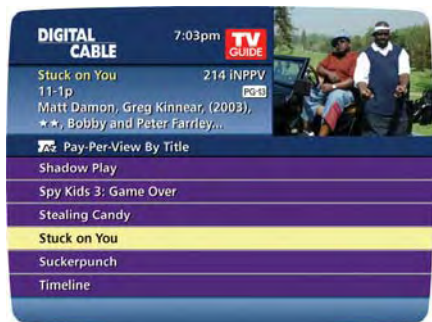 DIGITAL
CABLE
7:03pm
TV
GUIDE
Stuck on You 214 iNPPV
11-1p PG-13
Matt Damon, Greg Kinnear, (2003),
★★, Bobby and Peter Farrley...
Pay-Per-View By Title
Shadow Play
Spy Kids 3: Game Over
Stealing Candy
Stuck on You
Suckerpunch
Timeline